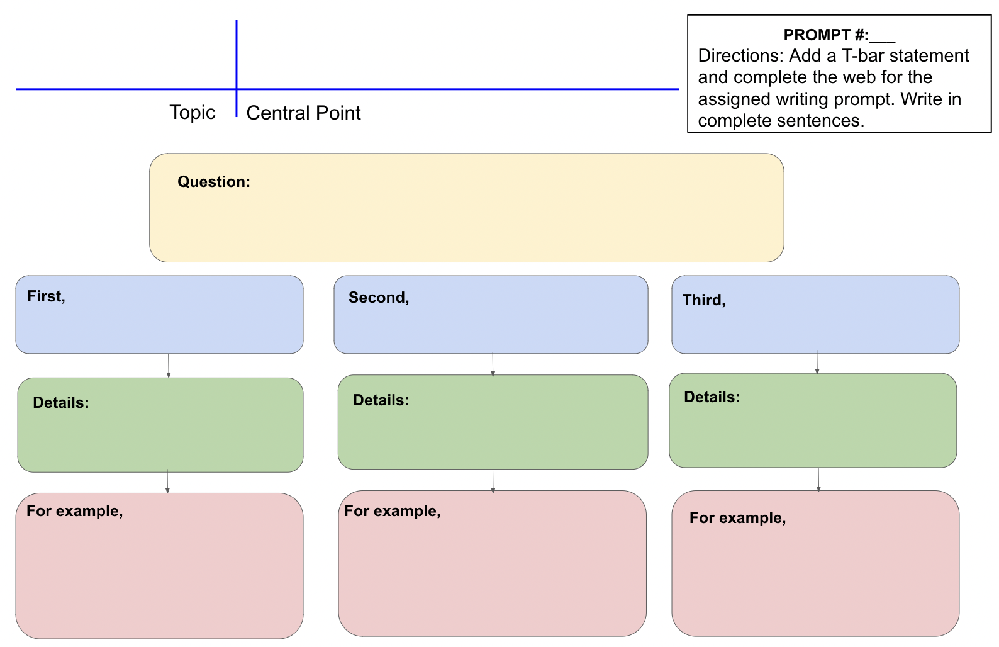 PROMPT #:___
Directions: Add a T-bar statement
and complete the web for the
assigned writing prompt. Write in
complete sentences.
Topic
Central Point
Question:
First,
Second,
Third,
Details:
Details:
Details:
For example,
For example,
For example,